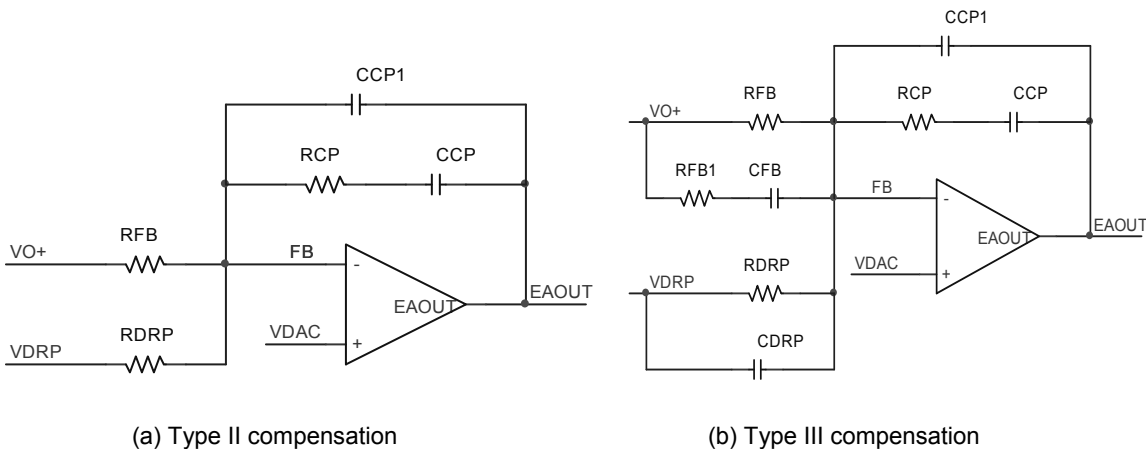 CCP1
RCP
CCP
RFB
VO+
FB
EAOUT
EAOUT
RDRP
VDRP
VDAC
-
+
(a) Type II compensation
CCP1
RFB
RCP
CCP
VO+
RFB1
CFB
FB
-
EAOUT
EAOUT
RDRP
VDRP
VDAC
+
CDRP
(b) Type III compensation